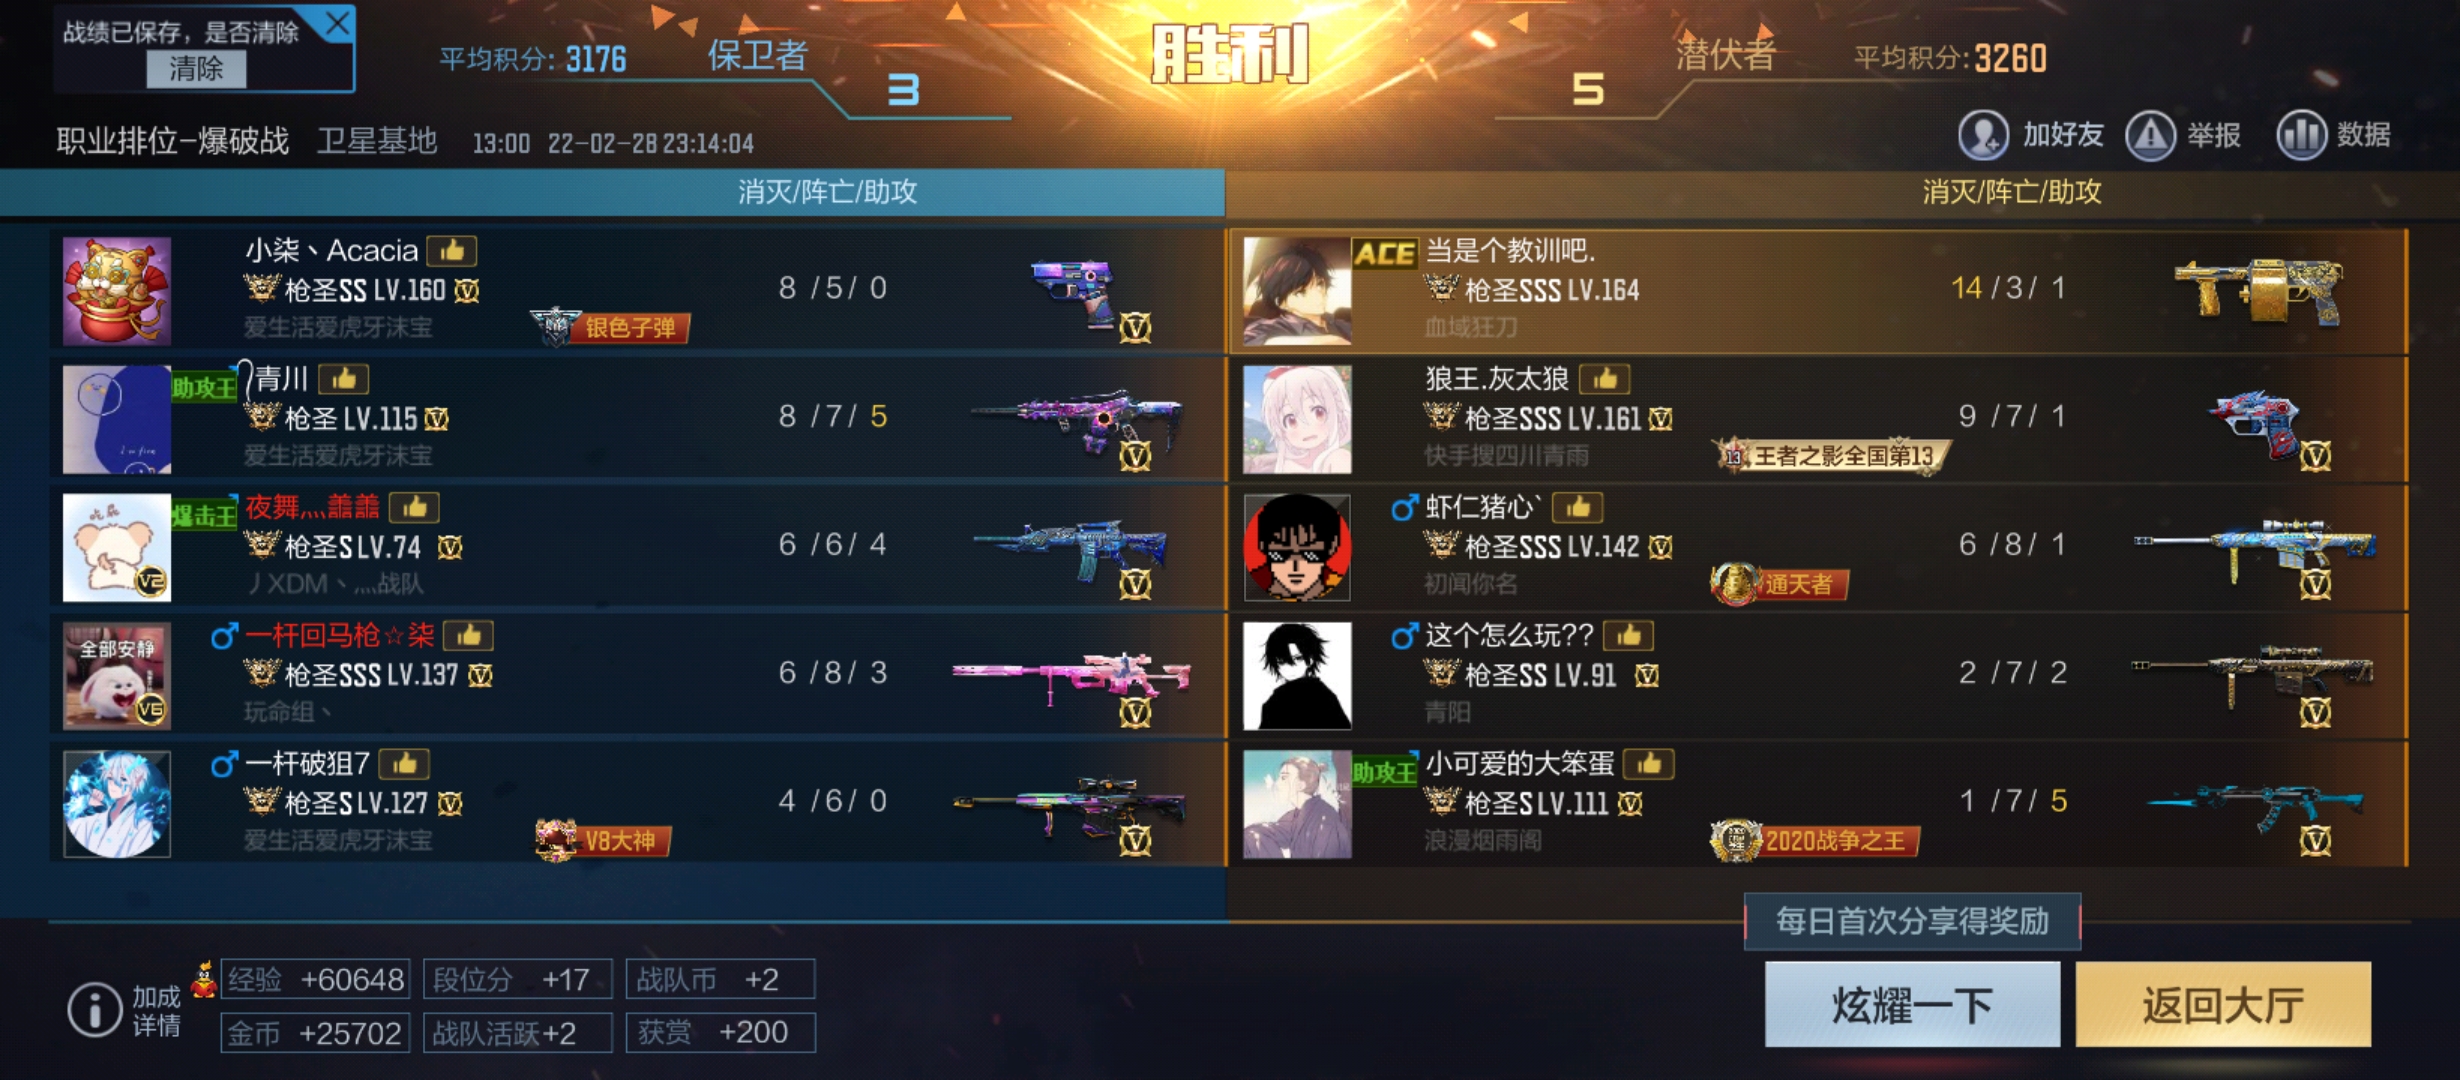 战绩已保存，是否清除
清除
平均积分: 3176
保卫者
3
胜利
5
潜伏者
平均积分:3260
职业排位-爆破战 卫星基地 13:00 22-02-28 23:14:04
加好友 举报 数据
消灭/阵亡/助攻
小柒丶Acacia
枪圣SS LV.160
爱生活爱虎牙沫宝
银色子弹
8 /5/ 0
助攻王
青川
枪圣 LV.115
爱生活爱虎牙沫宝
8 /7/ 5
爆击王
夜舞灬
枪圣S LV.74
V2
丿XDM丶灬战队
6 /6/ 4
全部安静
V6
一杆回马枪☆柒
枪圣SSS LV.137
玩命组丶
6 /8/ 3
一杆破狙7
枪圣S LV.127
爱生活爱虎牙沫宝
V8大神
4 /6/ 0
消灭/阵亡/助攻
ACE
当是个教训吧.
枪圣SSS LV.164
血域狂刀
14 /3/ 1
狼王.灰太狼
枪圣SSS LV.161
快手搜四川青雨
13 王者之影全国第13
9 /7/ 1
虾仁猪心`
枪圣SSS LV.142
初闻你名
通天者
6 /8/ 1
这个怎么玩??
枪圣SS LV.91
青阳
2 /7/ 2
助攻王
小可爱的大笨蛋
枪圣S LV.111
浪漫烟雨阁
2020战争之王
1 /7/ 5
每日首次分享得奖励
加成
详情
经验 +60648 段位分 +17 战队币 +2
金币 +25702 战队活跃+2 获赏 +200
炫耀一下
返回大厅